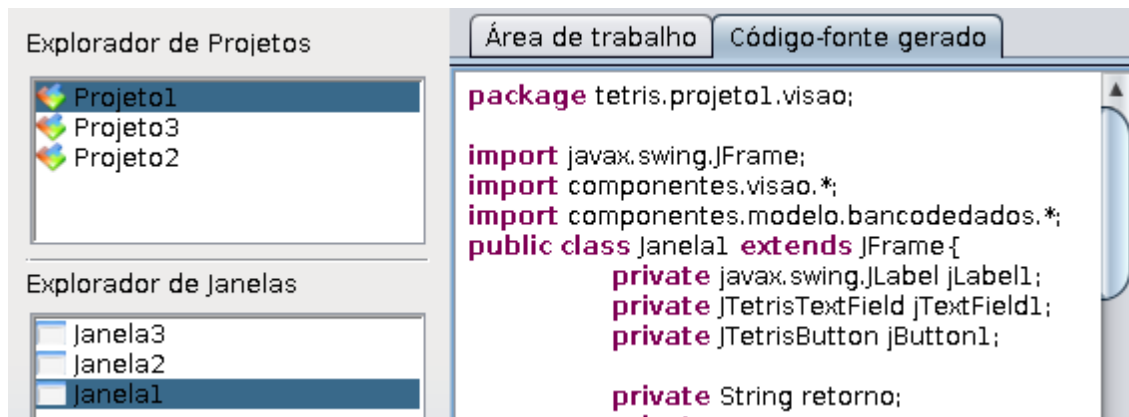 Explorador de Projetos
Projeto1
Projeto3
Projeto2
Explorador de Janelas
Janela3
Janela2
Janela1
Área de trabalho
Código-fonte gerado
package tetris.projeto1.visao;
import javax.swing.JFrame;
import componentes.visao.*;
import componentes.modelo.bancodedados.*;
public class Janela1 extends JFrame{
private javax.swing.JLabel jLabel1;
private JTetrisTextField jTextField1;
private JTetrisButton jButton1;
private String retorno;